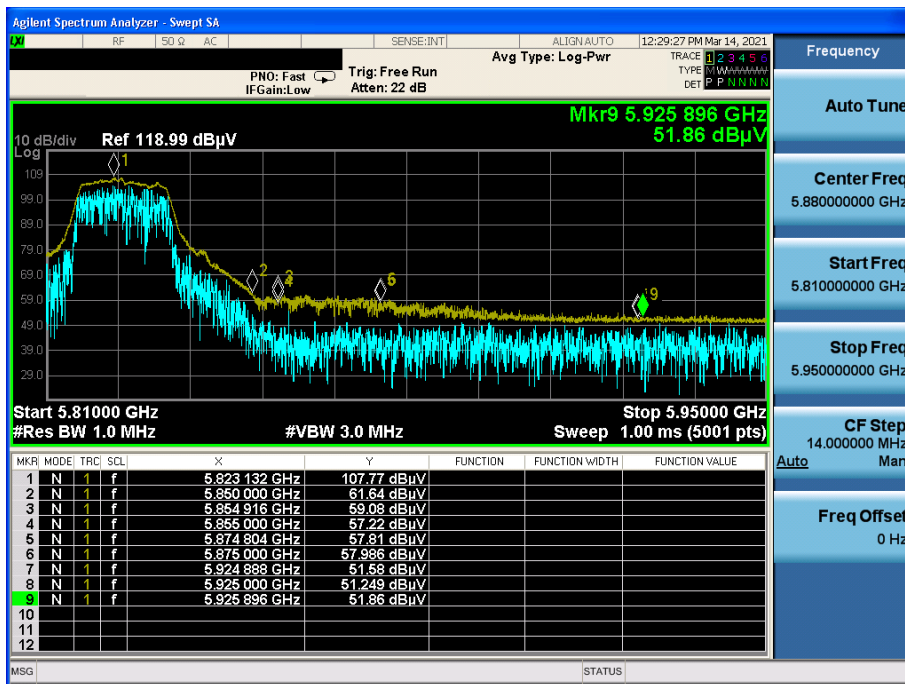 Agilent Spectrum Analyzer - Swept SA
LXI RF 50 Ω AC SENSE:INT ALIGN AUTO 12:29:27 PM Mar 14, 2021
Avg Type: Log-Pwr TRACE 1 2 3 4 5 6
PNO: Fast Trig: Free Run TYPE M WWWWWW
IFGain:Low Atten: 22 dB DET P P N N N N
Mkr9 5.925 896 GHz
51.86 dBµV
10 dB/div Ref 118.99 dBµV
Log
109
99.0
89.0
79.0
69.0
59.0
49.0
39.0
29.0
1
2
4
6
9
Start 5.81000 GHz Stop 5.95000 GHz
#Res BW 1.0 MHz #VBW 3.0 MHz Sweep 1.00 ms (5001 pts)
MKR MODE TRC SCL X Y FUNCTION FUNCTION WIDTH FUNCTION VALUE
1 N 1 f 5.823 132 GHz 107.77 dBµV
2 N 1 f 5.850 000 GHz 61.64 dBµV
3 N 1 f 5.854 916 GHz 59.08 dBµV
4 N 1 f 5.855 000 GHz 57.22 dBµV
5 N 1 f 5.874 804 GHz 57.81 dBµV
6 N 1 f 5.875 000 GHz 57.986 dBµV
7 N 1 f 5.924 888 GHz 51.58 dBµV
8 N 1 f 5.925 000 GHz 51.249 dBµV
9 N 1 f 5.925 896 GHz 51.86 dBµV
10
11
12
MSG STATUS
Frequency
Auto Tune
Center Freq
5.880000000 GHz
Start Freq
5.810000000 GHz
Stop Freq
5.950000000 GHz
CF Step
14.000000 MHz
Auto Man
Freq Offset
0 Hz